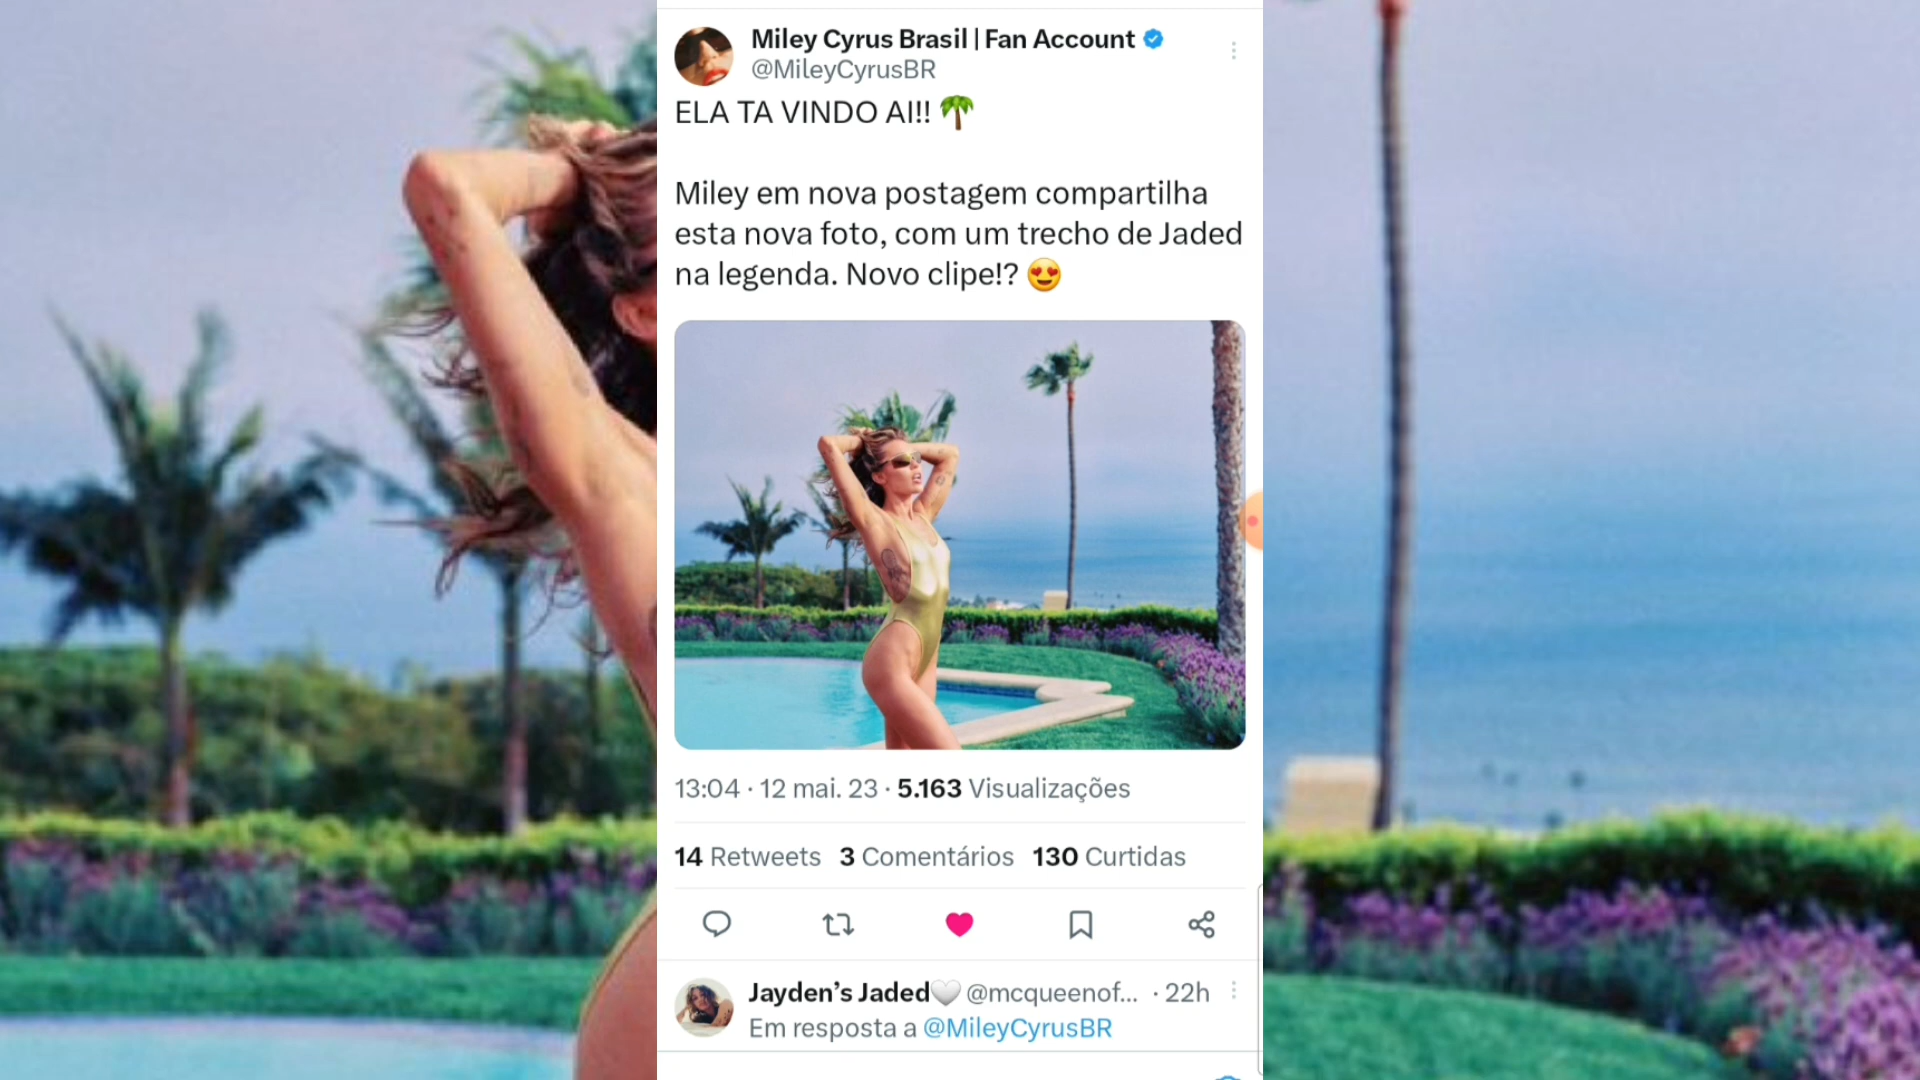 Miley Cyrus Brasil | Fan Account
@MileyCyrusBR
ELA TA VINDO AI!! 🌴
Miley em nova postagem compartilha
esta nova foto, com um trecho de Jaded
na legenda. Novo clipe!? 😍
13:04 · 12 mai. 23 · 5.163 Visualizações
14 Retweets 3 Comentários 130 Curtidas
Jayden’s Jaded🤍 @mcqueenof... · 22h
Em resposta a @MileyCyrusBR